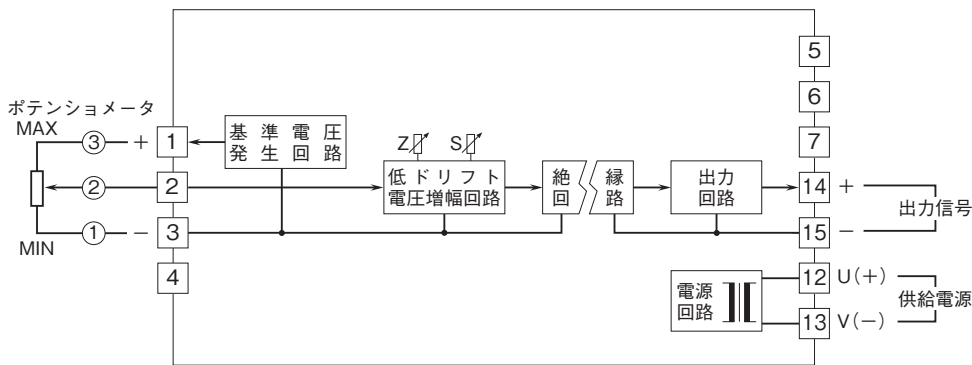 ポテンショメータ
MAX
MIN
③
②
①
+
−
1
2
3
4
基準電圧
発生回路
Z
S
低ドリフト
電圧増幅回路
絶
回
縁
路
出力
回路
電源
回路
5
6
7
14
15
12
13
+
−
出力信号
U(+)
V(−)
供給電源